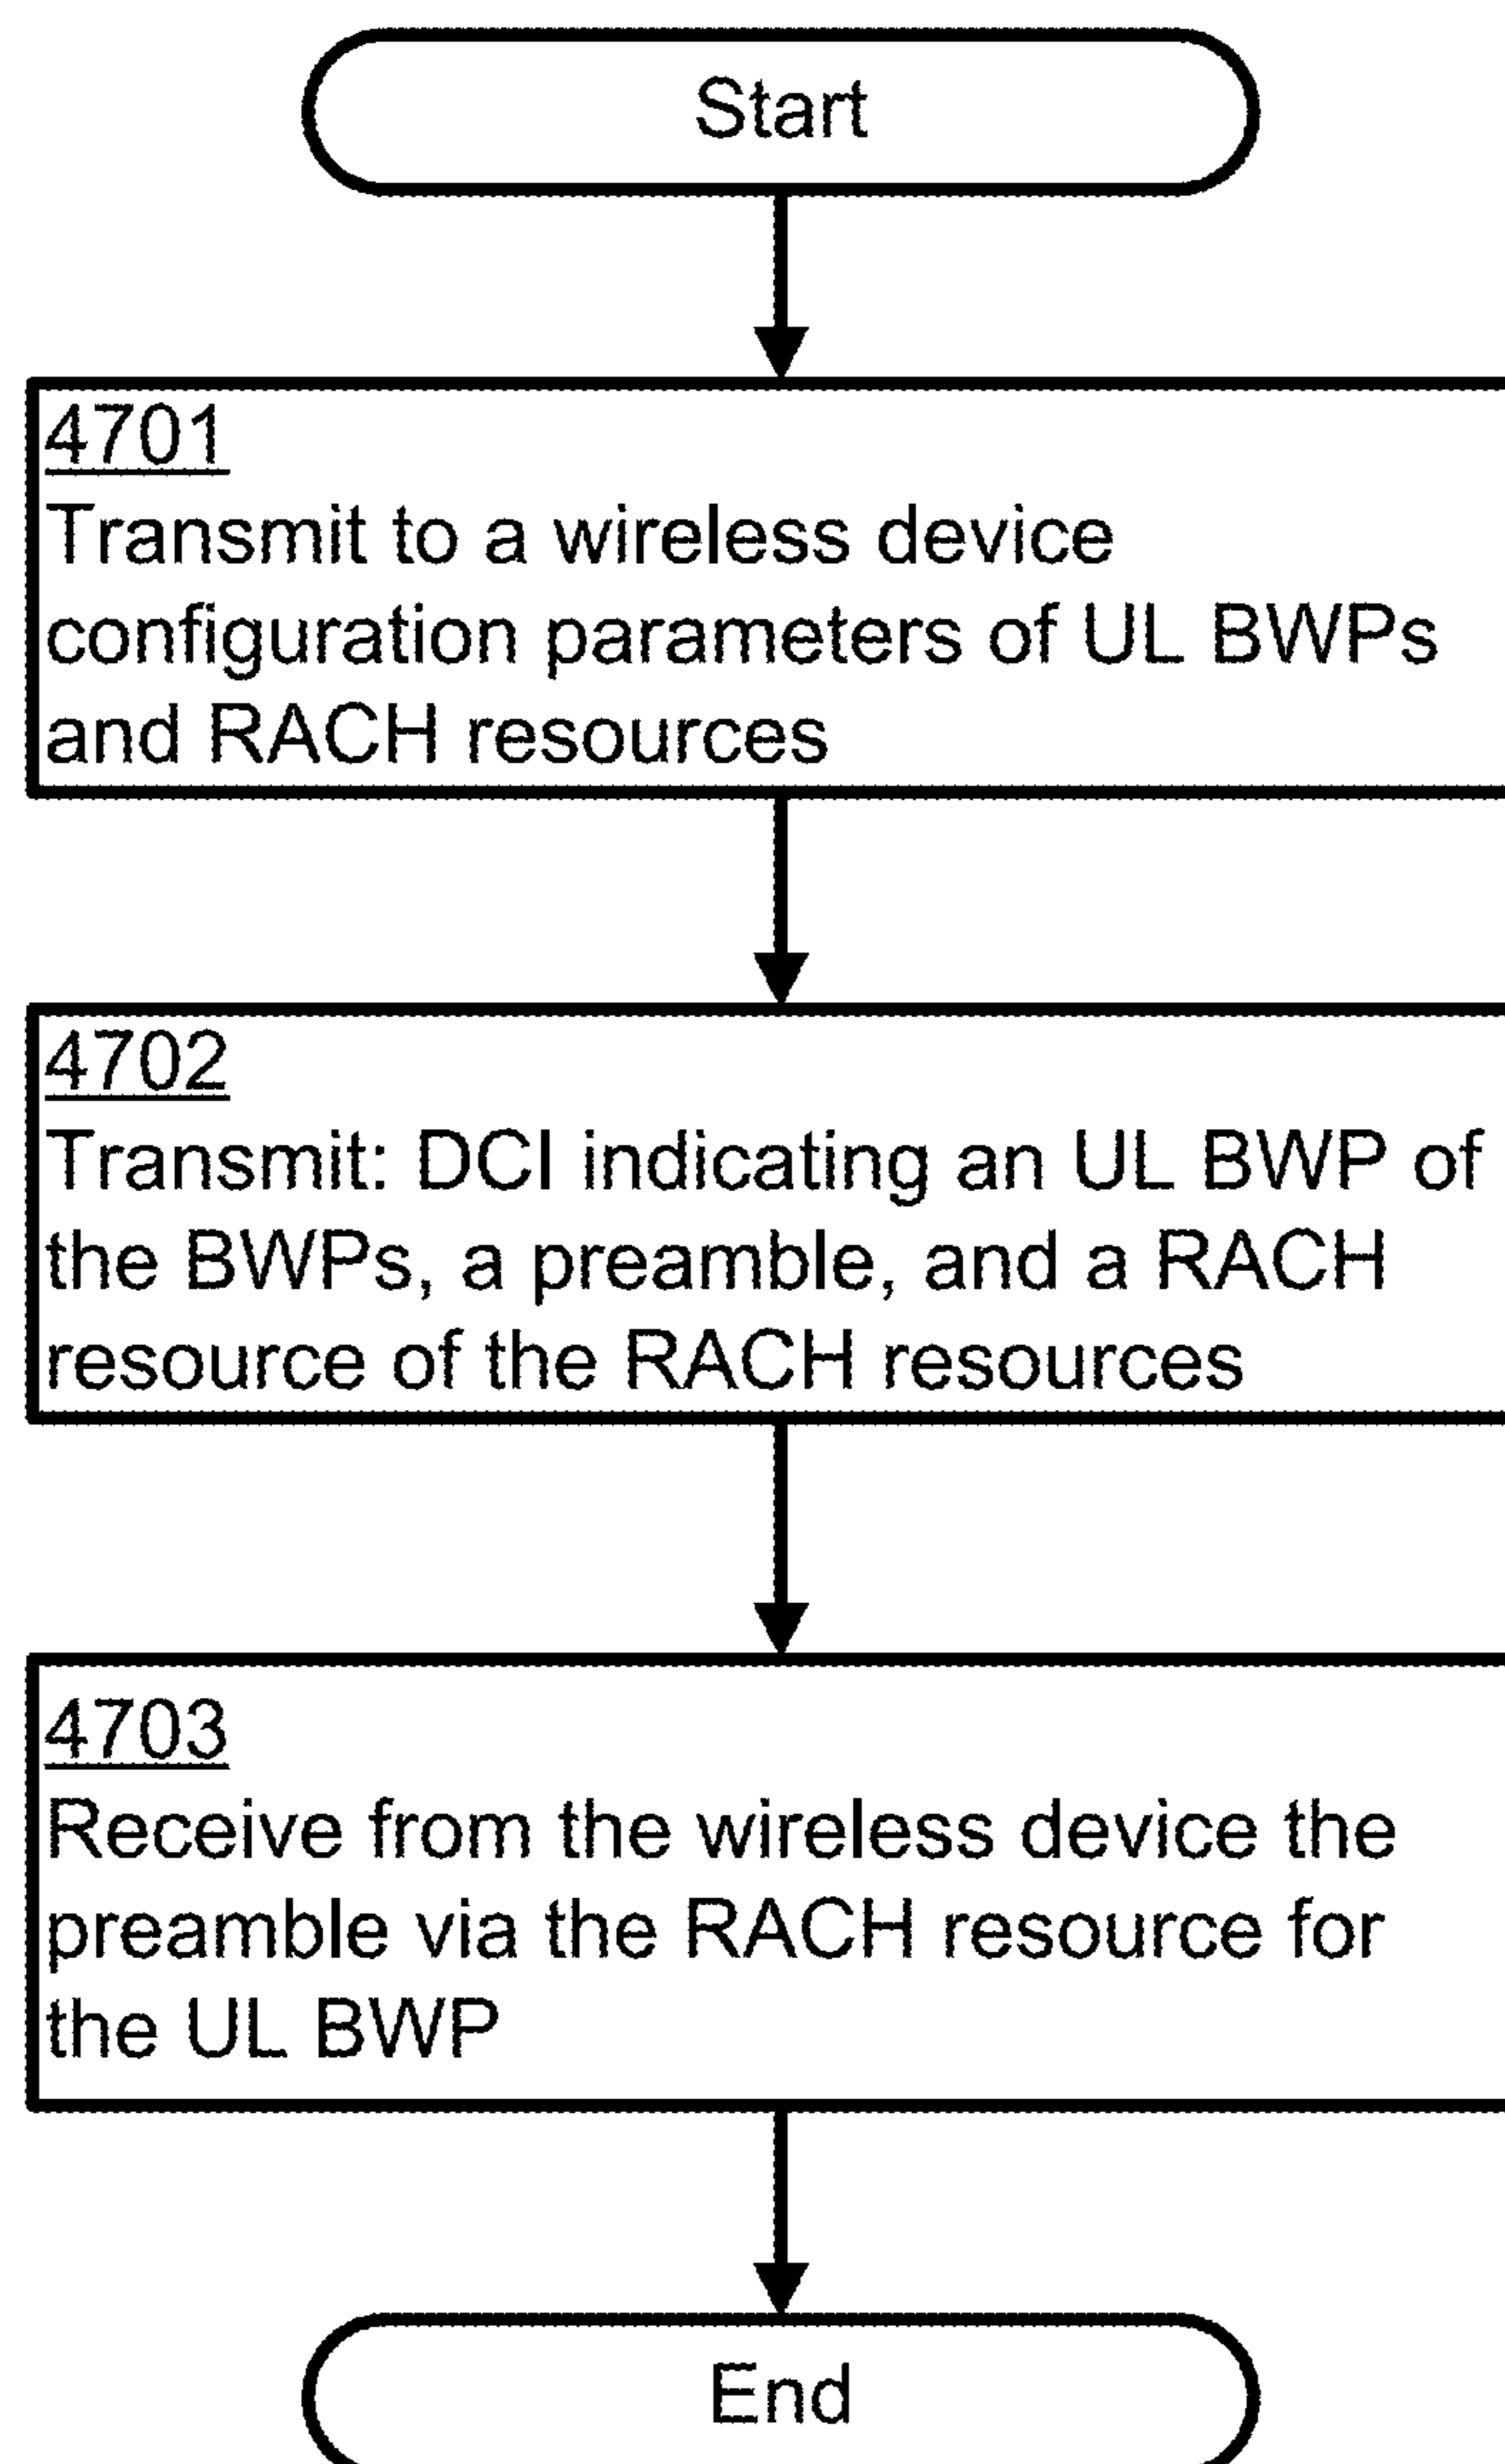 Start
4701
Transmit to a wireless device
configuration parameters of UL BWPs
and RACH resources
4702
Transmit: DCI indicating an UL BWP of
the BWPs, a preamble, and a RACH
resource of the RACH resources
4703
Receive from the wireless device the
preamble via the RACH resource for
the UL BWP
End